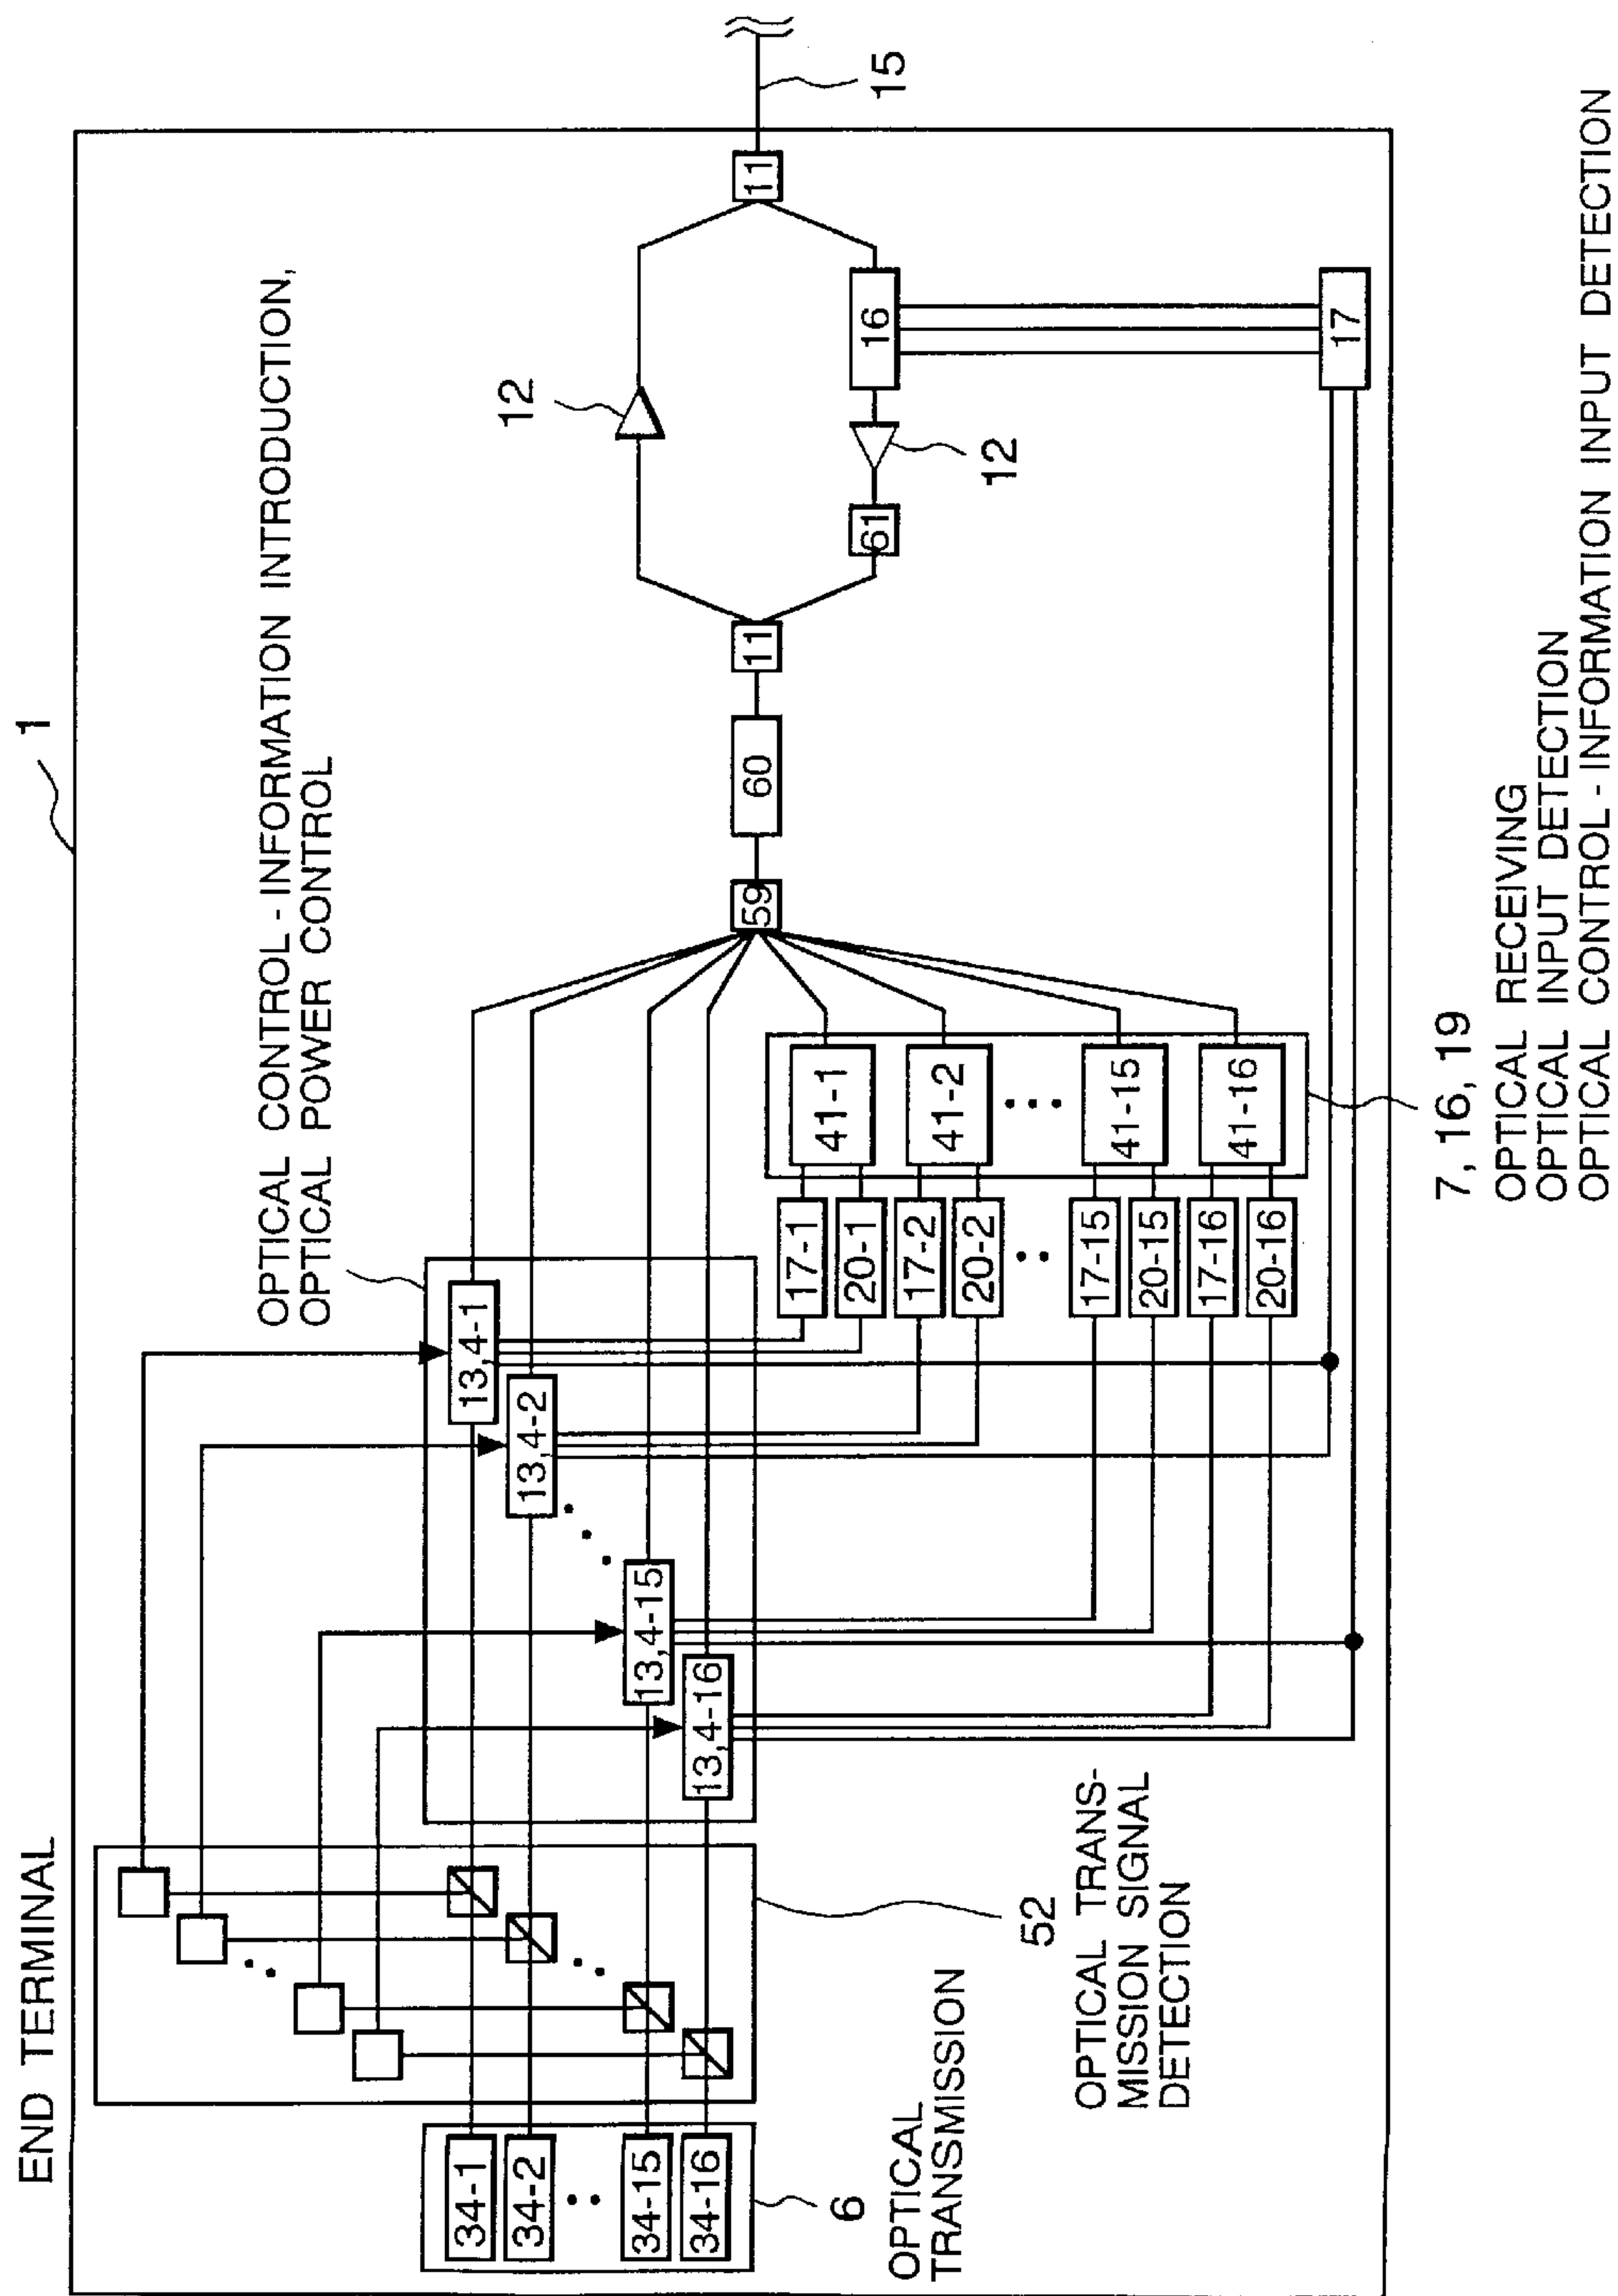 END TERMINAL
1
OPTICAL CONTROL - INFORMATION INTRODUCTION,
OPTICAL POWER CONTROL
34-1
34-2
34-15
34-16
6
OPTICAL
TRANSMISSION
52
OPTICAL TRANS-
MISSION SIGNAL
DETECTION
13,4-1
13,4-2
13,4-15
13,4-16
17-1
20-1
17-2
20-2
17-15
20-15
17-16
20-16
41-1
41-2
41-15
41-16
7, 16, 19
OPTICAL RECEIVING
OPTICAL INPUT DETECTION
OPTICAL CONTROL - INFORMATION INPUT DETECTION
59
60
11
12
61
12
16
17
11
15